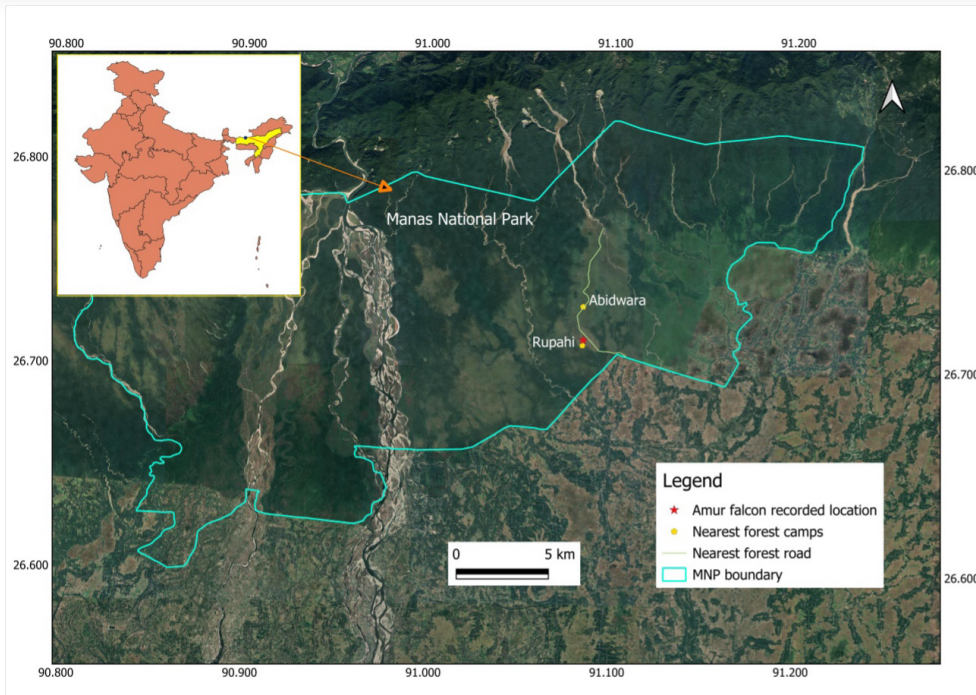 90.800 90.900 91.000 91.100 91.200
26.800
26.800
Manas National Park
Abidwara
Rupahi
26.700
26.700
Legend
Amur falcon recorded location
Nearest forest camps
Nearest forest road
MNP boundary
0 5 km
26.600
26.600
90.800 90.900 91.000 91.100 91.200